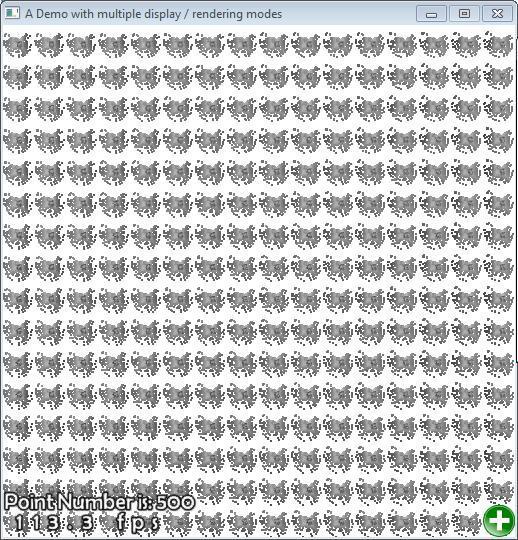 A Demo with multiple display / rendering modes
Point Number is: 500
113.3 fps